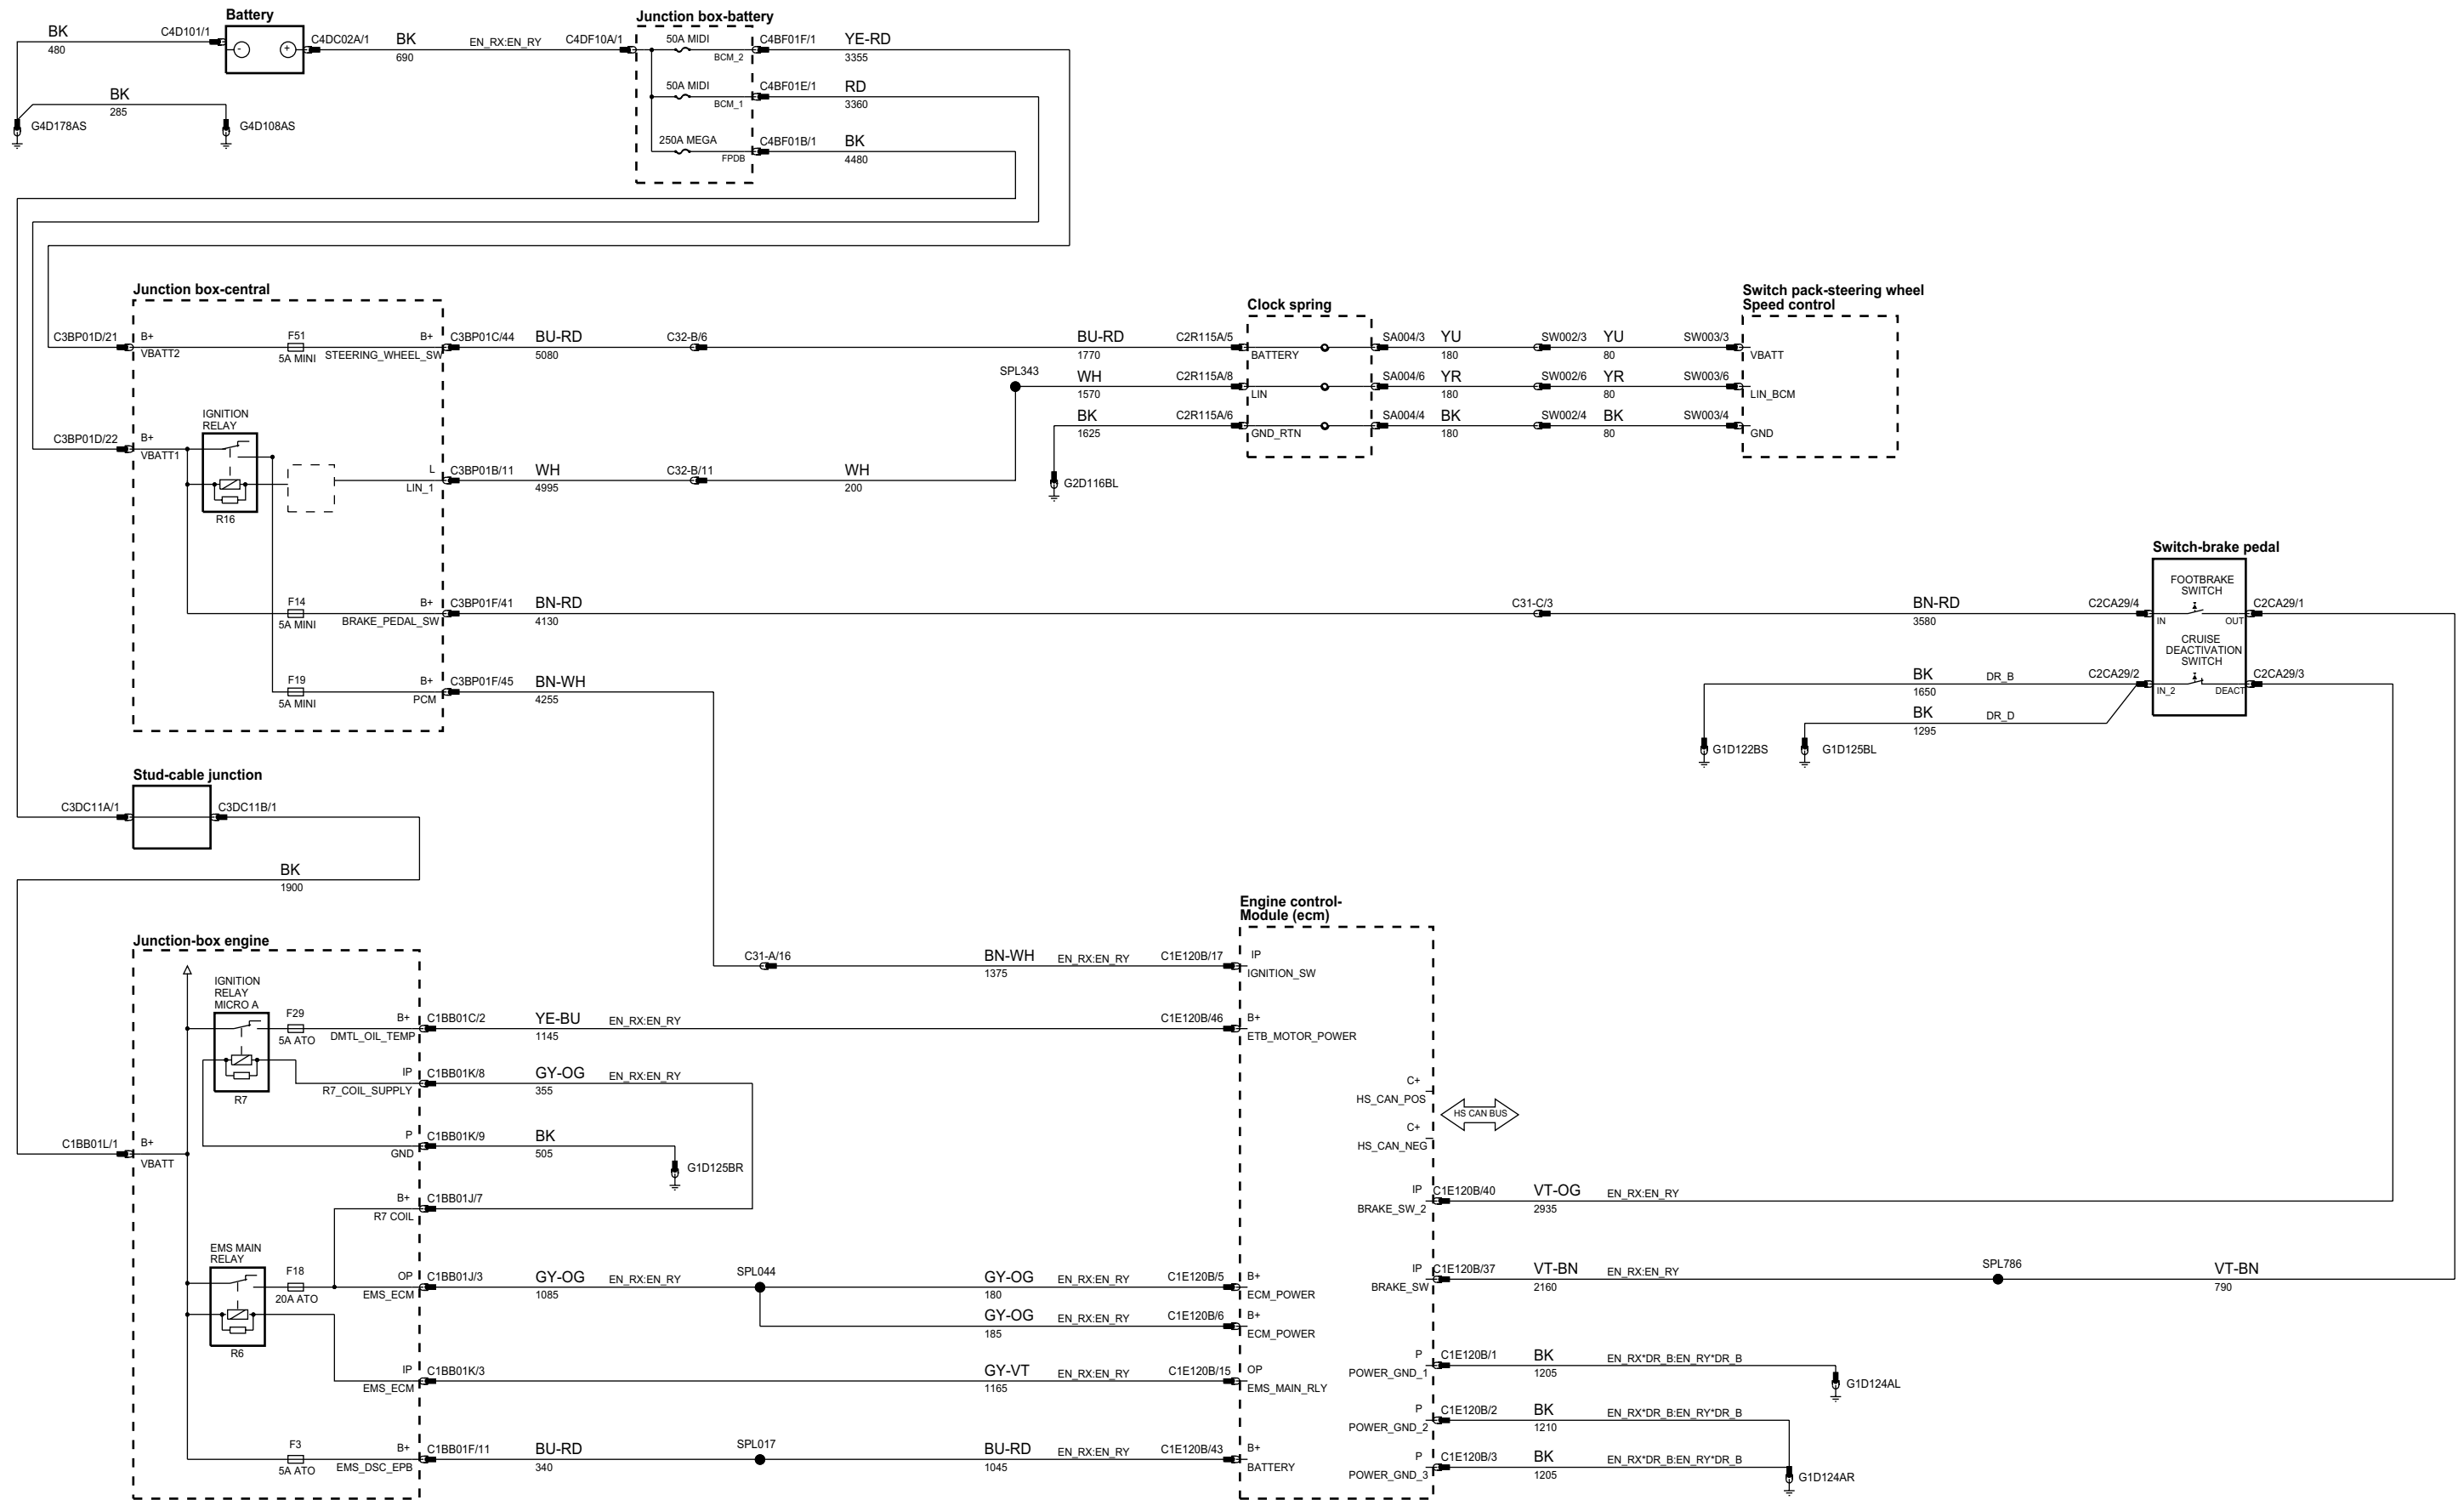 Battery
Junction box-battery
BK
480
C4D101/1
-
+
C4DC02A/1
BK
690
EN_RX:EN_RY
C4DF10A/1
50A MIDI
BCM_2
C4BF01F/1
YE-RD
3355
BK
285
50A MIDI
BCM_1
C4BF01E/1
RD
3360
G4D178AS
G4D108AS
250A MEGA
FPDB
C4BF01B/1
BK
4480
Junction box-central
Clock spring
Switch pack-steering wheel
Speed control
C3BP01D/21
B+
VBATT2
F51
5A MINI
B+
STEERING_WHEEL_SW
C3BP01C/44
BU-RD
5080
C32-B/6
BU-RD
1770
C2R115A/5
BATTERY
SA004/3
YU
180
SW002/3
YU
80
SW003/3
VBATT
SPL343
WH
1570
C2R115A/8
LIN
SA004/6
YR
180
SW002/6
YR
80
SW003/6
LIN_BCM
BK
1625
C2R115A/6
GND_RTN
SA004/4
BK
180
SW002/4
BK
80
SW003/4
GND
IGNITION
RELAY
C3BP01D/22
B+
VBATT1
R16
L
LIN_1
C3BP01B/11
WH
4995
C32-B/11
WH
200
G2D116BL
Switch-brake pedal
FOOTBRAKE
SWITCH
F14
5A MINI
B+
BRAKE_PEDAL_SW
C3BP01F/41
BN-RD
4130
C31-C/3
BN-RD
3580
C2CA29/4
IN
OUT
C2CA29/1
CRUISE
DEACTIVATION
SWITCH
BK
1650
DR_B
C2CA29/2
IN_2
DEACT
C2CA29/3
F19
5A MINI
B+
PCM
C3BP01F/45
BN-WH
4255
BK
1295
DR_D
G1D122BS
G1D125BL
Stud-cable junction
C3DC11A/1
C3DC11B/1
BK
1900
Engine control-
Module (ecm)
Junction-box engine
C31-A/16
BN-WH
1375
EN_RX:EN_RY
C1E120B/17
IP
IGNITION_SW
IGNITION
RELAY
MICRO A
F29
5A ATO
B+
DMTL_OIL_TEMP
C1BB01C/2
YE-BU
1145
EN_RX:EN_RY
C1E120B/46
B+
ETB_MOTOR_POWER
R7
IP
R7_COIL_SUPPLY
C1BB01K/8
GY-OG
355
EN_RX:EN_RY
C+
HS_CAN_POS
HS CAN BUS
C+
HS_CAN_NEG
C1BB01L/1
B+
VBATT
P
GND
C1BB01K/9
BK
505
G1D125BR
B+
R7 COIL
C1BB01J/7
IP
BRAKE_SW_2
C1E120B/40
VT-OG
2935
EN_RX:EN_RY
EMS MAIN
RELAY
F18
20A ATO
OP
EMS_ECM
C1BB01J/3
GY-OG
1085
EN_RX:EN_RY
SPL044
GY-OG
180
EN_RX:EN_RY
C1E120B/5
B+
ECM_POWER
IP
BRAKE_SW
C1E120B/37
VT-BN
2160
EN_RX:EN_RY
SPL786
VT-BN
790
GY-OG
185
EN_RX:EN_RY
C1E120B/6
B+
ECM_POWER
R6
IP
EMS_ECM
C1BB01K/3
GY-VT
1165
EN_RX:EN_RY
C1E120B/15
OP
EMS_MAIN_RLY
P
POWER_GND_1
C1E120B/1
BK
1205
EN_RX*DR_B:EN_RY*DR_B
G1D124AL
P
POWER_GND_2
C1E120B/2
BK
1210
EN_RX*DR_B:EN_RY*DR_B
F3
5A ATO
B+
EMS_DSC_EPB
C1BB01F/11
BU-RD
340
SPL017
BU-RD
1045
EN_RX:EN_RY
C1E120B/43
B+
BATTERY
P
POWER_GND_3
C1E120B/3
BK
1205
EN_RX*DR_B:EN_RY*DR_B
G1D124AR